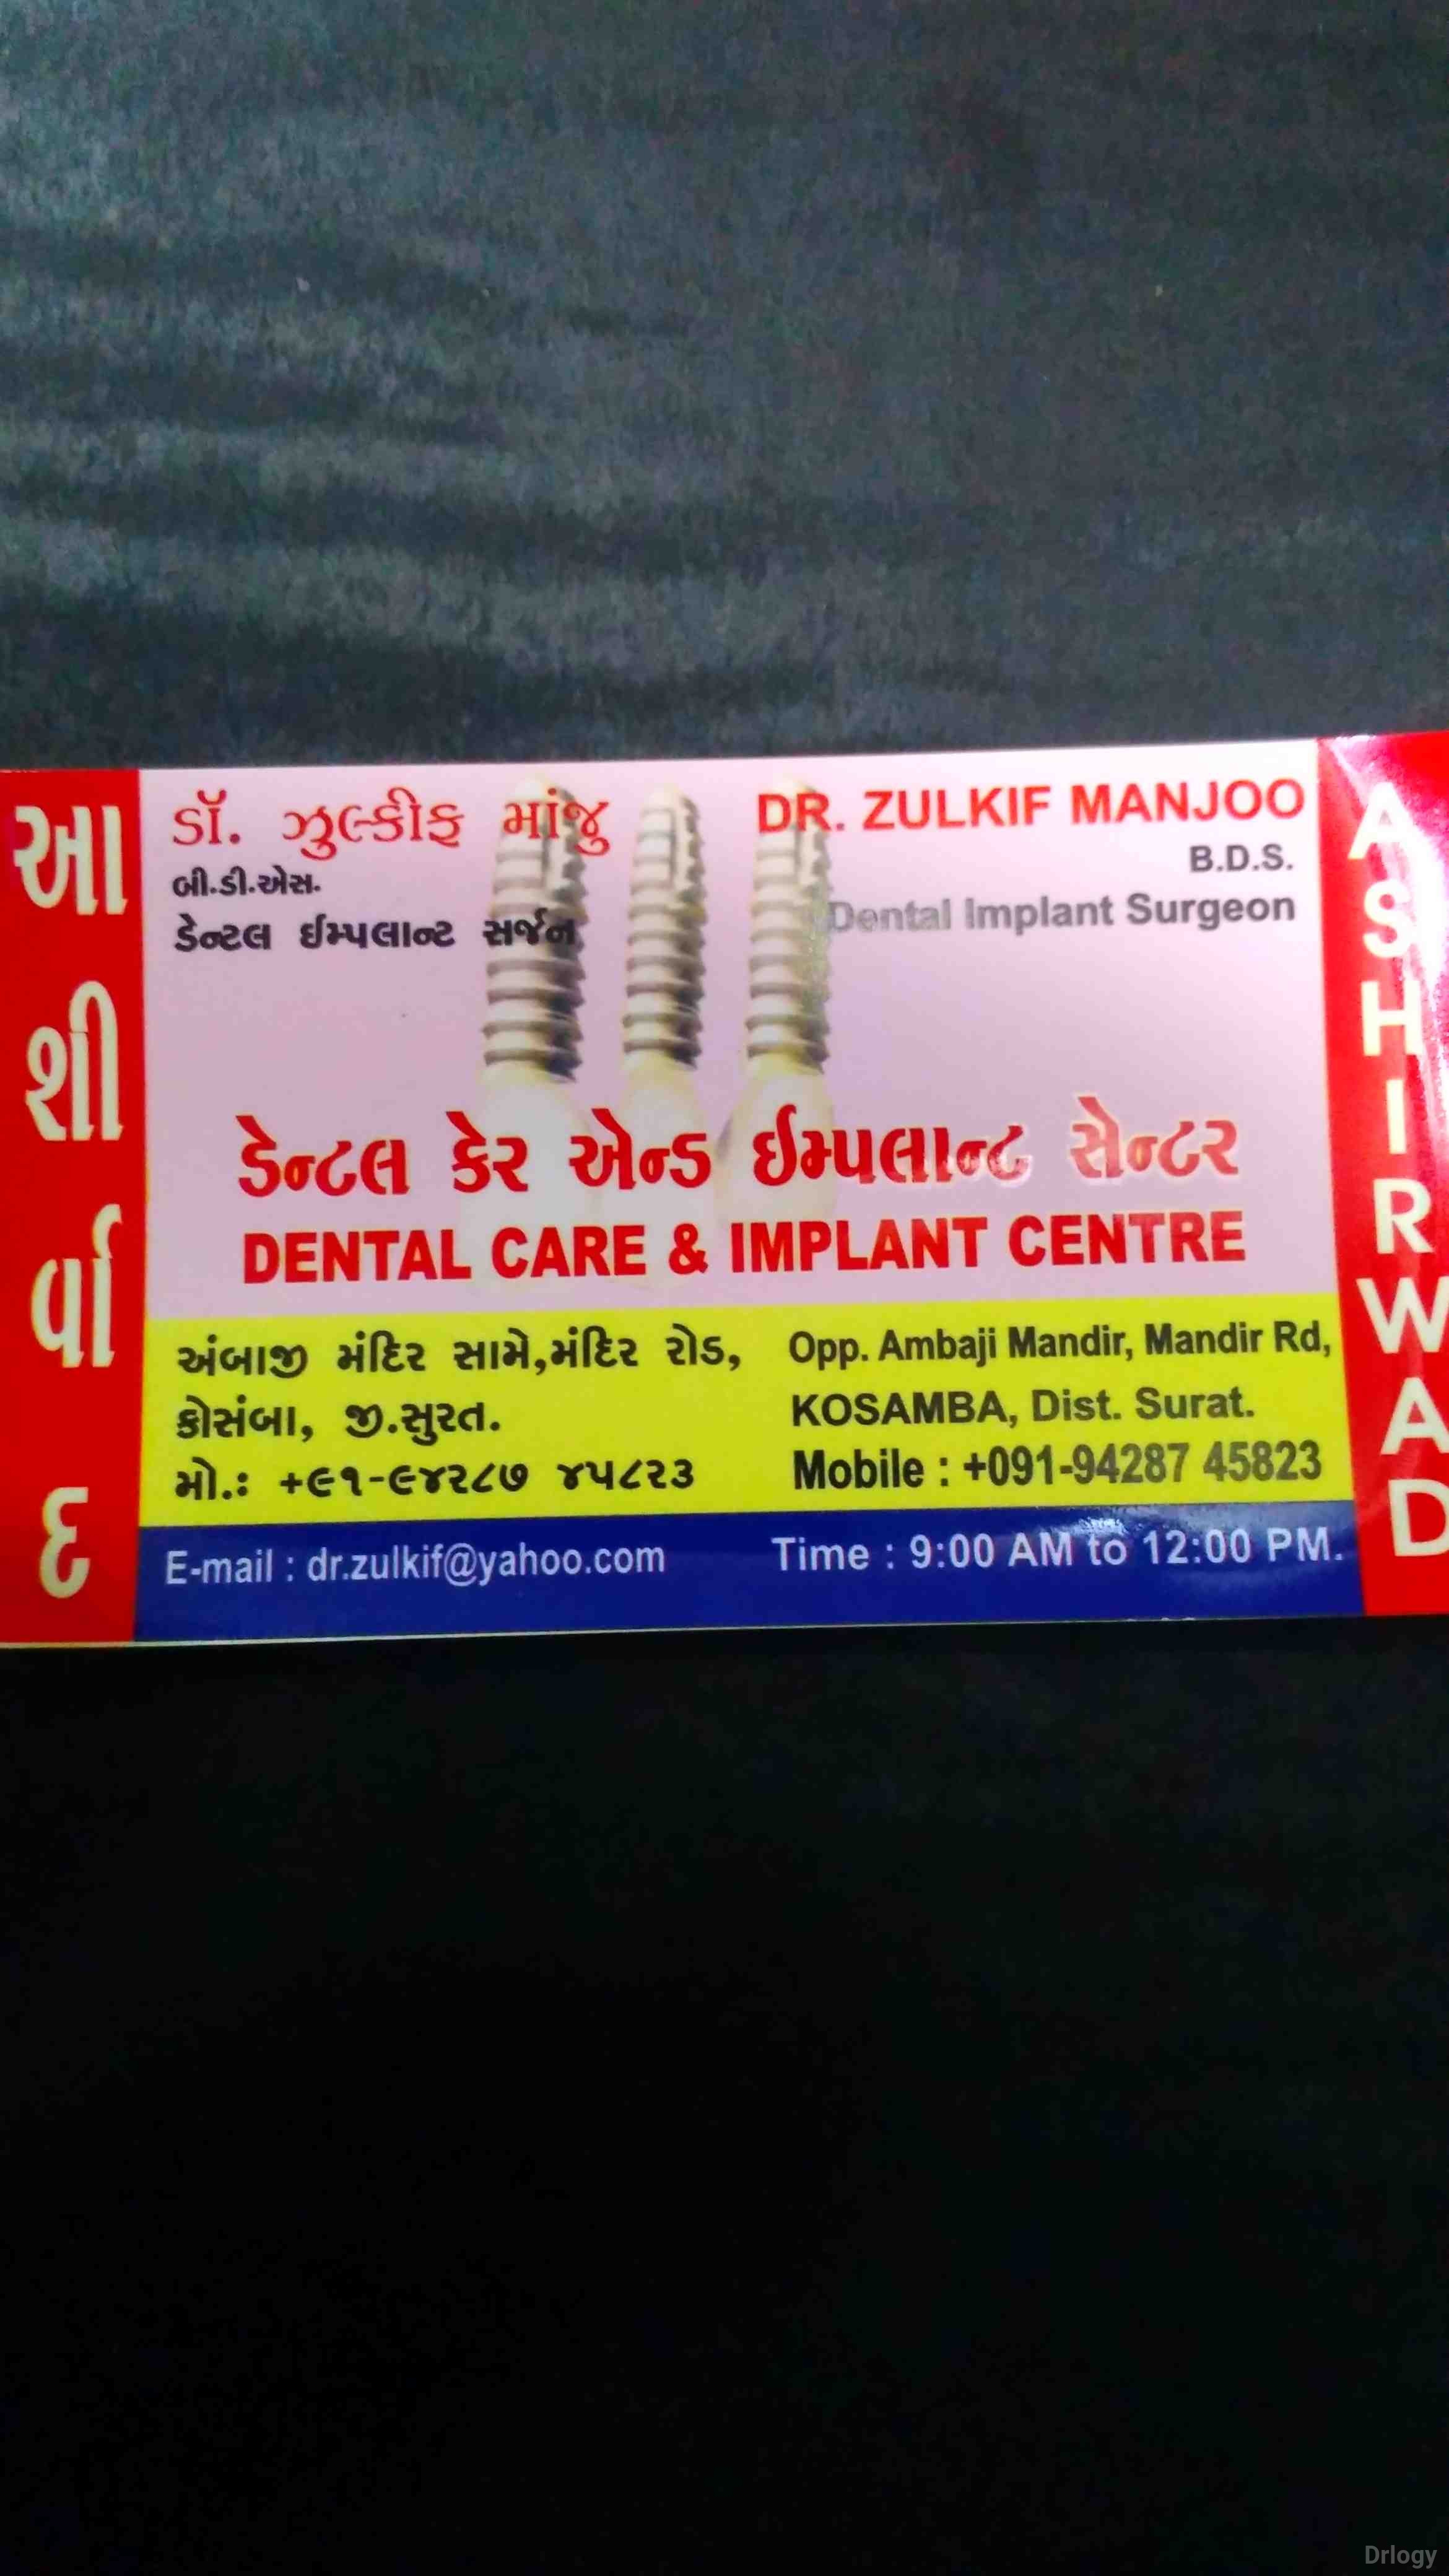 આ
શી
ર્વા
દ
ડૉ. ઝુલ્કીફ માંજુ
બી.ડી.એસ.
ડેન્ટલ ઈમ્પલાન્ટ સર્જન
DR. ZULKIF MANJOO
B.D.S.
Dental Implant Surgeon
ડેન્ટલ કેર એન્ડ ઈમ્પલાન્ટ સેન્ટર
DENTAL CARE & IMPLANT CENTRE
અંબાજી મંદિર સામે,મંદિર રોડ,
કોસંબા, જી.સુરત.
મો.: +૯૧-૯૪૨૮૭ ૪૫૮૨૩
Opp. Ambaji Mandir, Mandir Rd,
KOSAMBA, Dist. Surat.
Mobile : +091-94287 45823
E-mail : dr.zulkif@yahoo.com
Time : 9:00 AM to 12:00 PM.
A
S
H
I
R
W
A
D
Drlogy